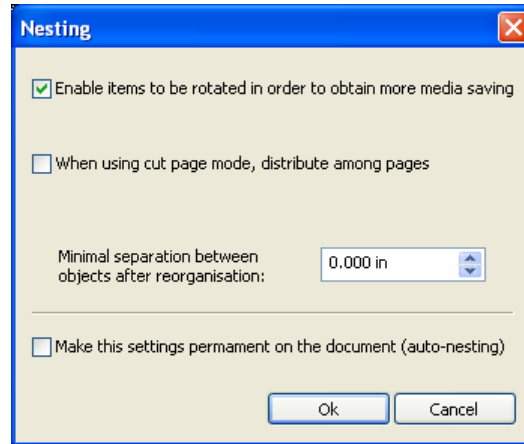 Nesting
Enable items to be rotated in order to obtain more media saving
When using cut page mode, distribute among pages
Minimal separation between
objects after reorganisation:
0.000 in
Make this settings permament on the document (auto-nesting)
Ok
Cancel